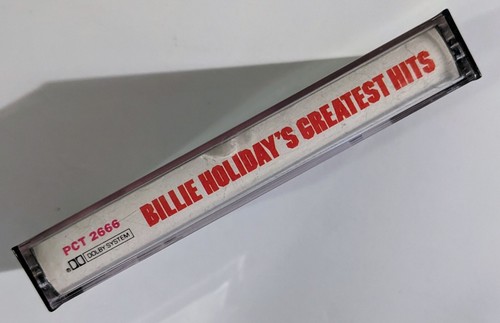 BILLIE HOLIDAY'S GREATEST HITS
PCT 2666
DOLBY SYSTEM